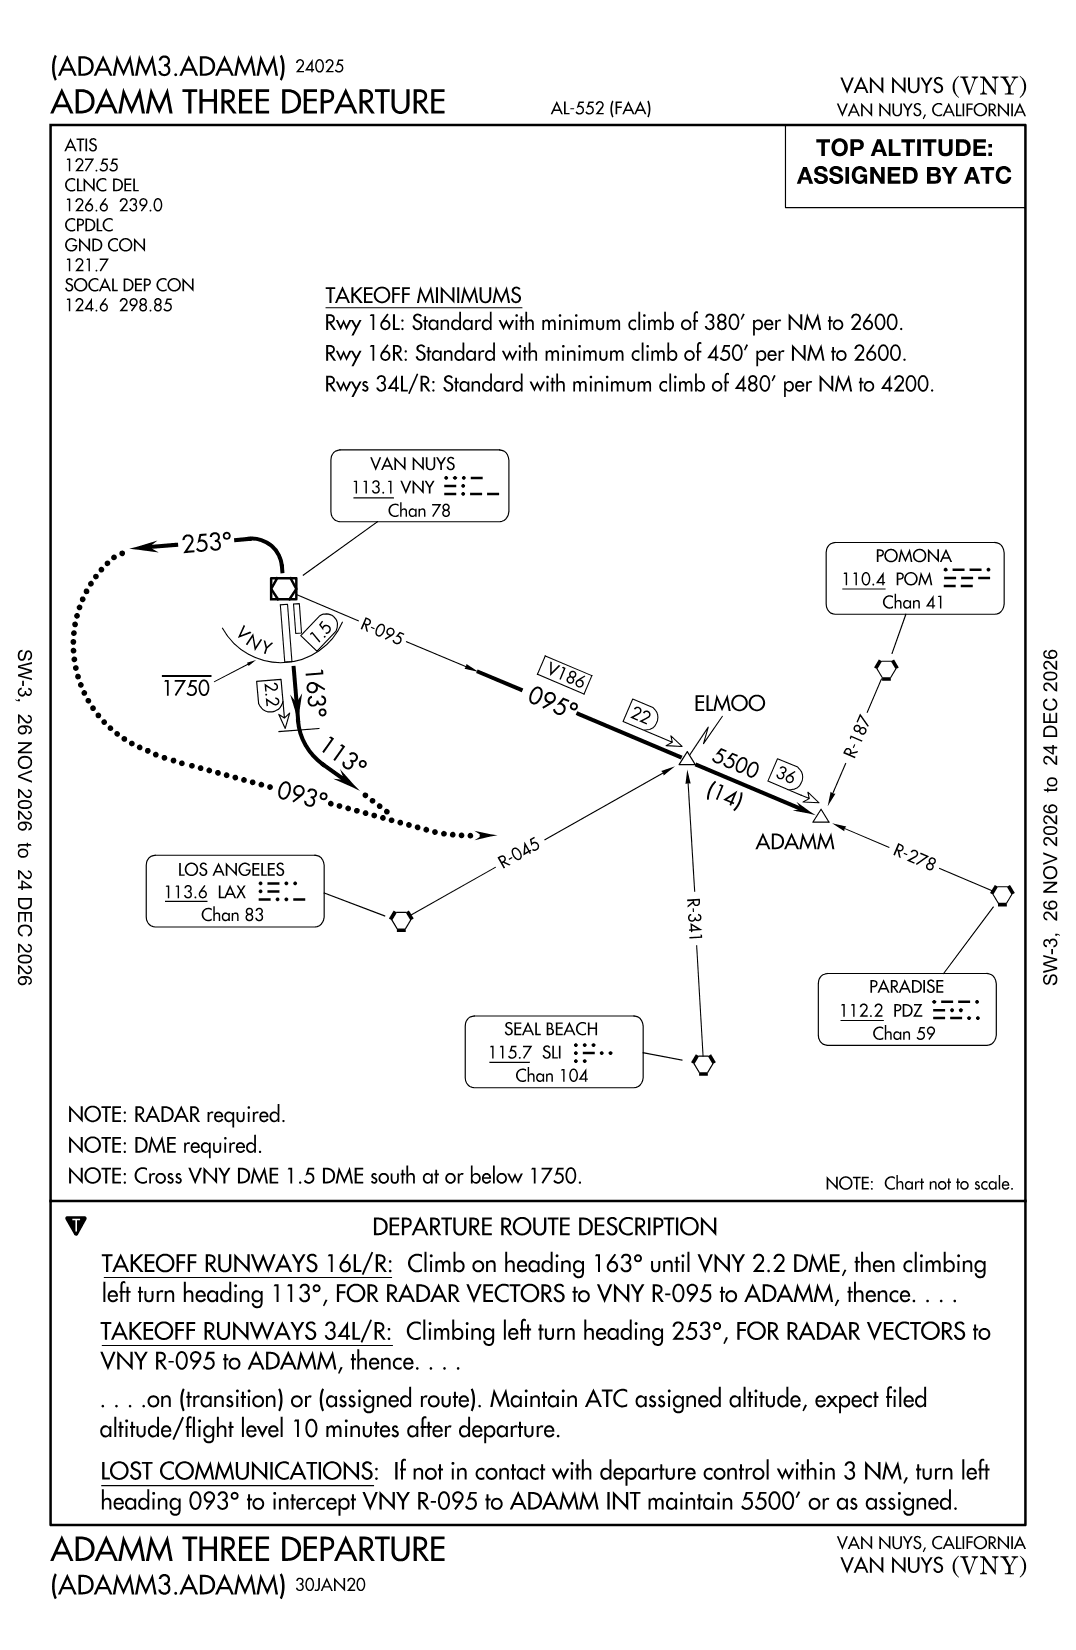 (ADAMM3.ADAMM) 24025
ADAMM THREE DEPARTURE
AL-552 (FAA)
VAN NUYS (VNY)
VAN NUYS, CALIFORNIA
ATIS
127.55
CLNC DEL
126.6 239.0
CPDLC
GND CON
121.7
SOCAL DEP CON
124.6 298.85
TOP ALTITUDE:
ASSIGNED BY ATC
TAKEOFF MINIMUMS
Rwy 16L: Standard with minimum climb of 380’ per NM to 2600.
Rwy 16R: Standard with minimum climb of 450’ per NM to 2600.
Rwys 34L/R: Standard with minimum climb of 480’ per NM to 4200.
VAN NUYS
113.1 VNY
Chan 78
253°
POMONA
110.4 POM
Chan 41
VNY
1.5
R-095
1750
2.2
163°
V186
095°
22
ELMOO
R-187
113°
5500
36
(14)
093°
ADAMM
R-045
R-278
LOS ANGELES
113.6 LAX
Chan 83
R-341
PARADISE
112.2 PDZ
Chan 59
SEAL BEACH
115.7 SLI
Chan 104
SW-3, 26 NOV 2026 to 24 DEC 2026
SW-3, 26 NOV 2026 to 24 DEC 2026
NOTE: RADAR required.
NOTE: DME required.
NOTE: Cross VNY DME 1.5 DME south at or below 1750.
NOTE: Chart not to scale.
T
DEPARTURE ROUTE DESCRIPTION
TAKEOFF RUNWAYS 16L/R: Climb on heading 163° until VNY 2.2 DME, then climbing
left turn heading 113°, FOR RADAR VECTORS to VNY R-095 to ADAMM, thence. . . .
TAKEOFF RUNWAYS 34L/R: Climbing left turn heading 253°, FOR RADAR VECTORS to
VNY R-095 to ADAMM, thence. . . .
. . . .on (transition) or (assigned route). Maintain ATC assigned altitude, expect filed
altitude/flight level 10 minutes after departure.
LOST COMMUNICATIONS: If not in contact with departure control within 3 NM, turn left
heading 093° to intercept VNY R-095 to ADAMM INT maintain 5500’ or as assigned.
ADAMM THREE DEPARTURE
(ADAMM3.ADAMM) 30JAN20
VAN NUYS, CALIFORNIA
VAN NUYS (VNY)